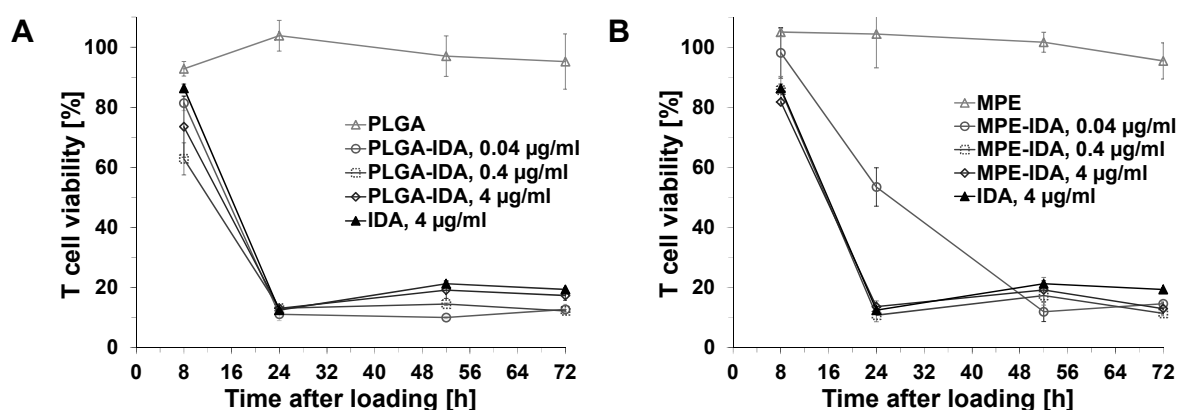 A
T cell viability [%]
100
80
60
40
20
0
PLGA
PLGA-IDA, 0.04 µg/ml
PLGA-IDA, 0.4 µg/ml
PLGA-IDA, 4 µg/ml
IDA, 4 µg/ml
0 8 16 24 32 40 48 56 64 72
Time after loading [h]
B
T cell viability [%]
100
80
60
40
20
0
MPE
MPE-IDA, 0.04 µg/ml
MPE-IDA, 0.4 µg/ml
MPE-IDA, 4 µg/ml
IDA, 4 µg/ml
0 8 16 24 32 40 48 56 64 72
Time after loading [h]